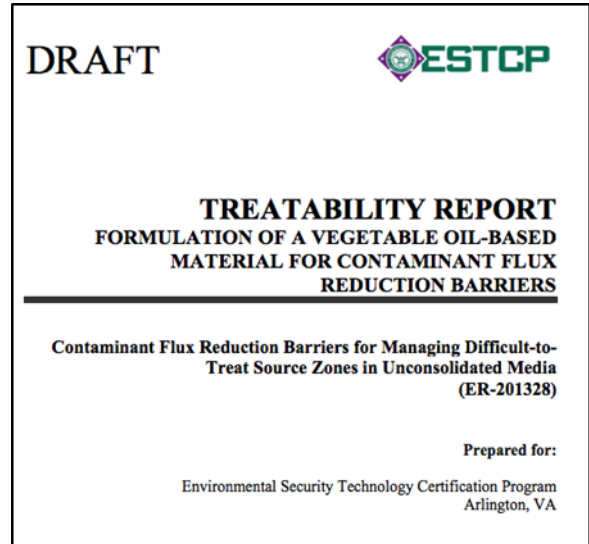 DRAFT
ESTCP
TREATABILITY REPORT
FORMULATION OF A VEGETABLE OIL-BASED
MATERIAL FOR CONTAMINANT FLUX
REDUCTION BARRIERS
Contaminant Flux Reduction Barriers for Managing Difficult-to-
Treat Source Zones in Unconsolidated Media
(ER-201328)
Prepared for:
Environmental Security Technology Certification Program
Arlington, VA